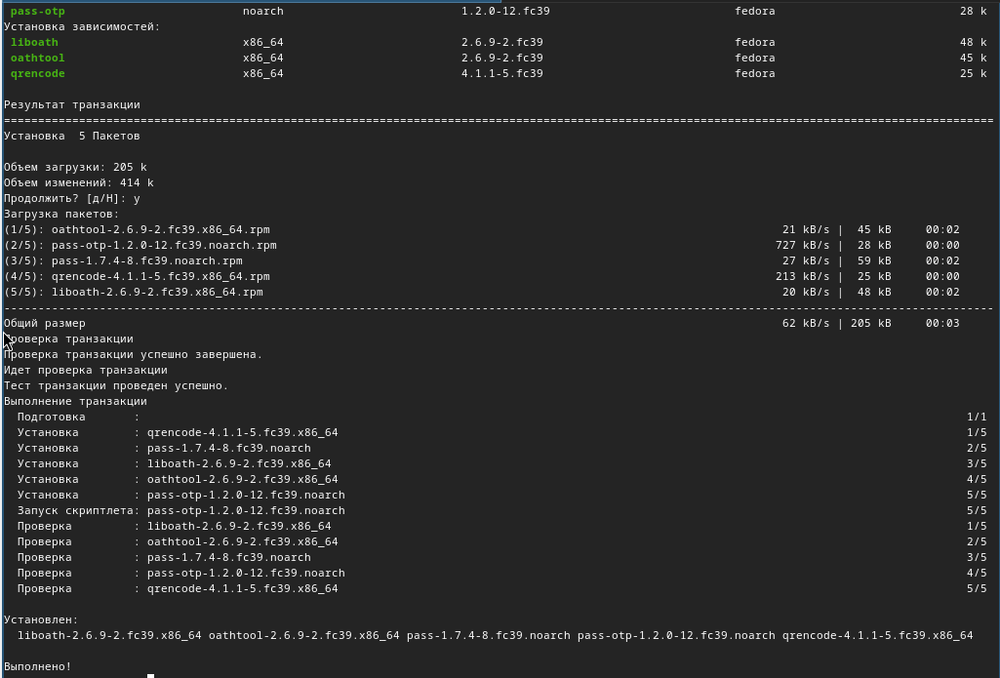 pass-otp noarch 1.2.0-12.fc39 fedora 28 k
Установка зависимостей:
liboath x86_64 2.6.9-2.fc39 fedora 48 k
oathtool x86_64 2.6.9-2.fc39 fedora 45 k
qrencode x86_64 4.1.1-5.fc39 fedora 25 k
Результат транзакции
================================================================================
Установка 5 Пакетов
Объем загрузки: 205 k
Объем изменений: 414 k
Продолжить? [д/Н]: y
Загрузка пакетов:
(1/5): oathtool-2.6.9-2.fc39.x86_64.rpm 21 kB/s | 45 kB 00:02
(2/5): pass-otp-1.2.0-12.fc39.noarch.rpm 727 kB/s | 28 kB 00:00
(3/5): pass-1.7.4-8.fc39.noarch.rpm 27 kB/s | 59 kB 00:02
(4/5): qrencode-4.1.1-5.fc39.x86_64.rpm 213 kB/s | 25 kB 00:00
(5/5): liboath-2.6.9-2.fc39.x86_64.rpm 20 kB/s | 48 kB 00:02
--------------------------------------------------------------------------------
Общий размер 62 kB/s | 205 kB 00:03
Проверка транзакции
Проверка транзакции успешно завершена.
Идет проверка транзакции
Тест транзакции проведен успешно.
Выполнение транзакции
Подготовка : 1/1
Установка : qrencode-4.1.1-5.fc39.x86_64 1/5
Установка : pass-1.7.4-8.fc39.noarch 2/5
Установка : liboath-2.6.9-2.fc39.x86_64 3/5
Установка : oathtool-2.6.9-2.fc39.x86_64 4/5
Установка : pass-otp-1.2.0-12.fc39.noarch 5/5
Запуск скриптлета: pass-otp-1.2.0-12.fc39.noarch 5/5
Проверка : liboath-2.6.9-2.fc39.x86_64 1/5
Проверка : oathtool-2.6.9-2.fc39.x86_64 2/5
Проверка : pass-1.7.4-8.fc39.noarch 3/5
Проверка : pass-otp-1.2.0-12.fc39.noarch 4/5
Проверка : qrencode-4.1.1-5.fc39.x86_64 5/5
Установлен:
liboath-2.6.9-2.fc39.x86_64 oathtool-2.6.9-2.fc39.x86_64 pass-1.7.4-8.fc39.noarch pass-otp-1.2.0-12.fc39.noarch qrencode-4.1.1-5.fc39.x86_64
Выполнено!